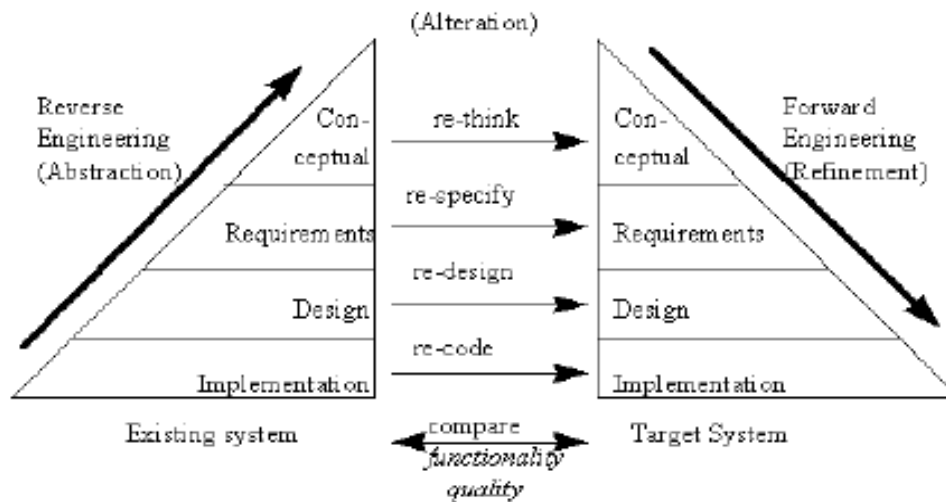 (Alteration)
Reverse
Engineering
(Abstraction)
Con-
ceptual
re-think
Con-
ceptual
Forward
Engineering
(Refinement)
re-specify
Requirements
Requirements
re-design
Design
Design
re-code
Implementation
Implementation
Existing system
compare
Target System
functionality
quality